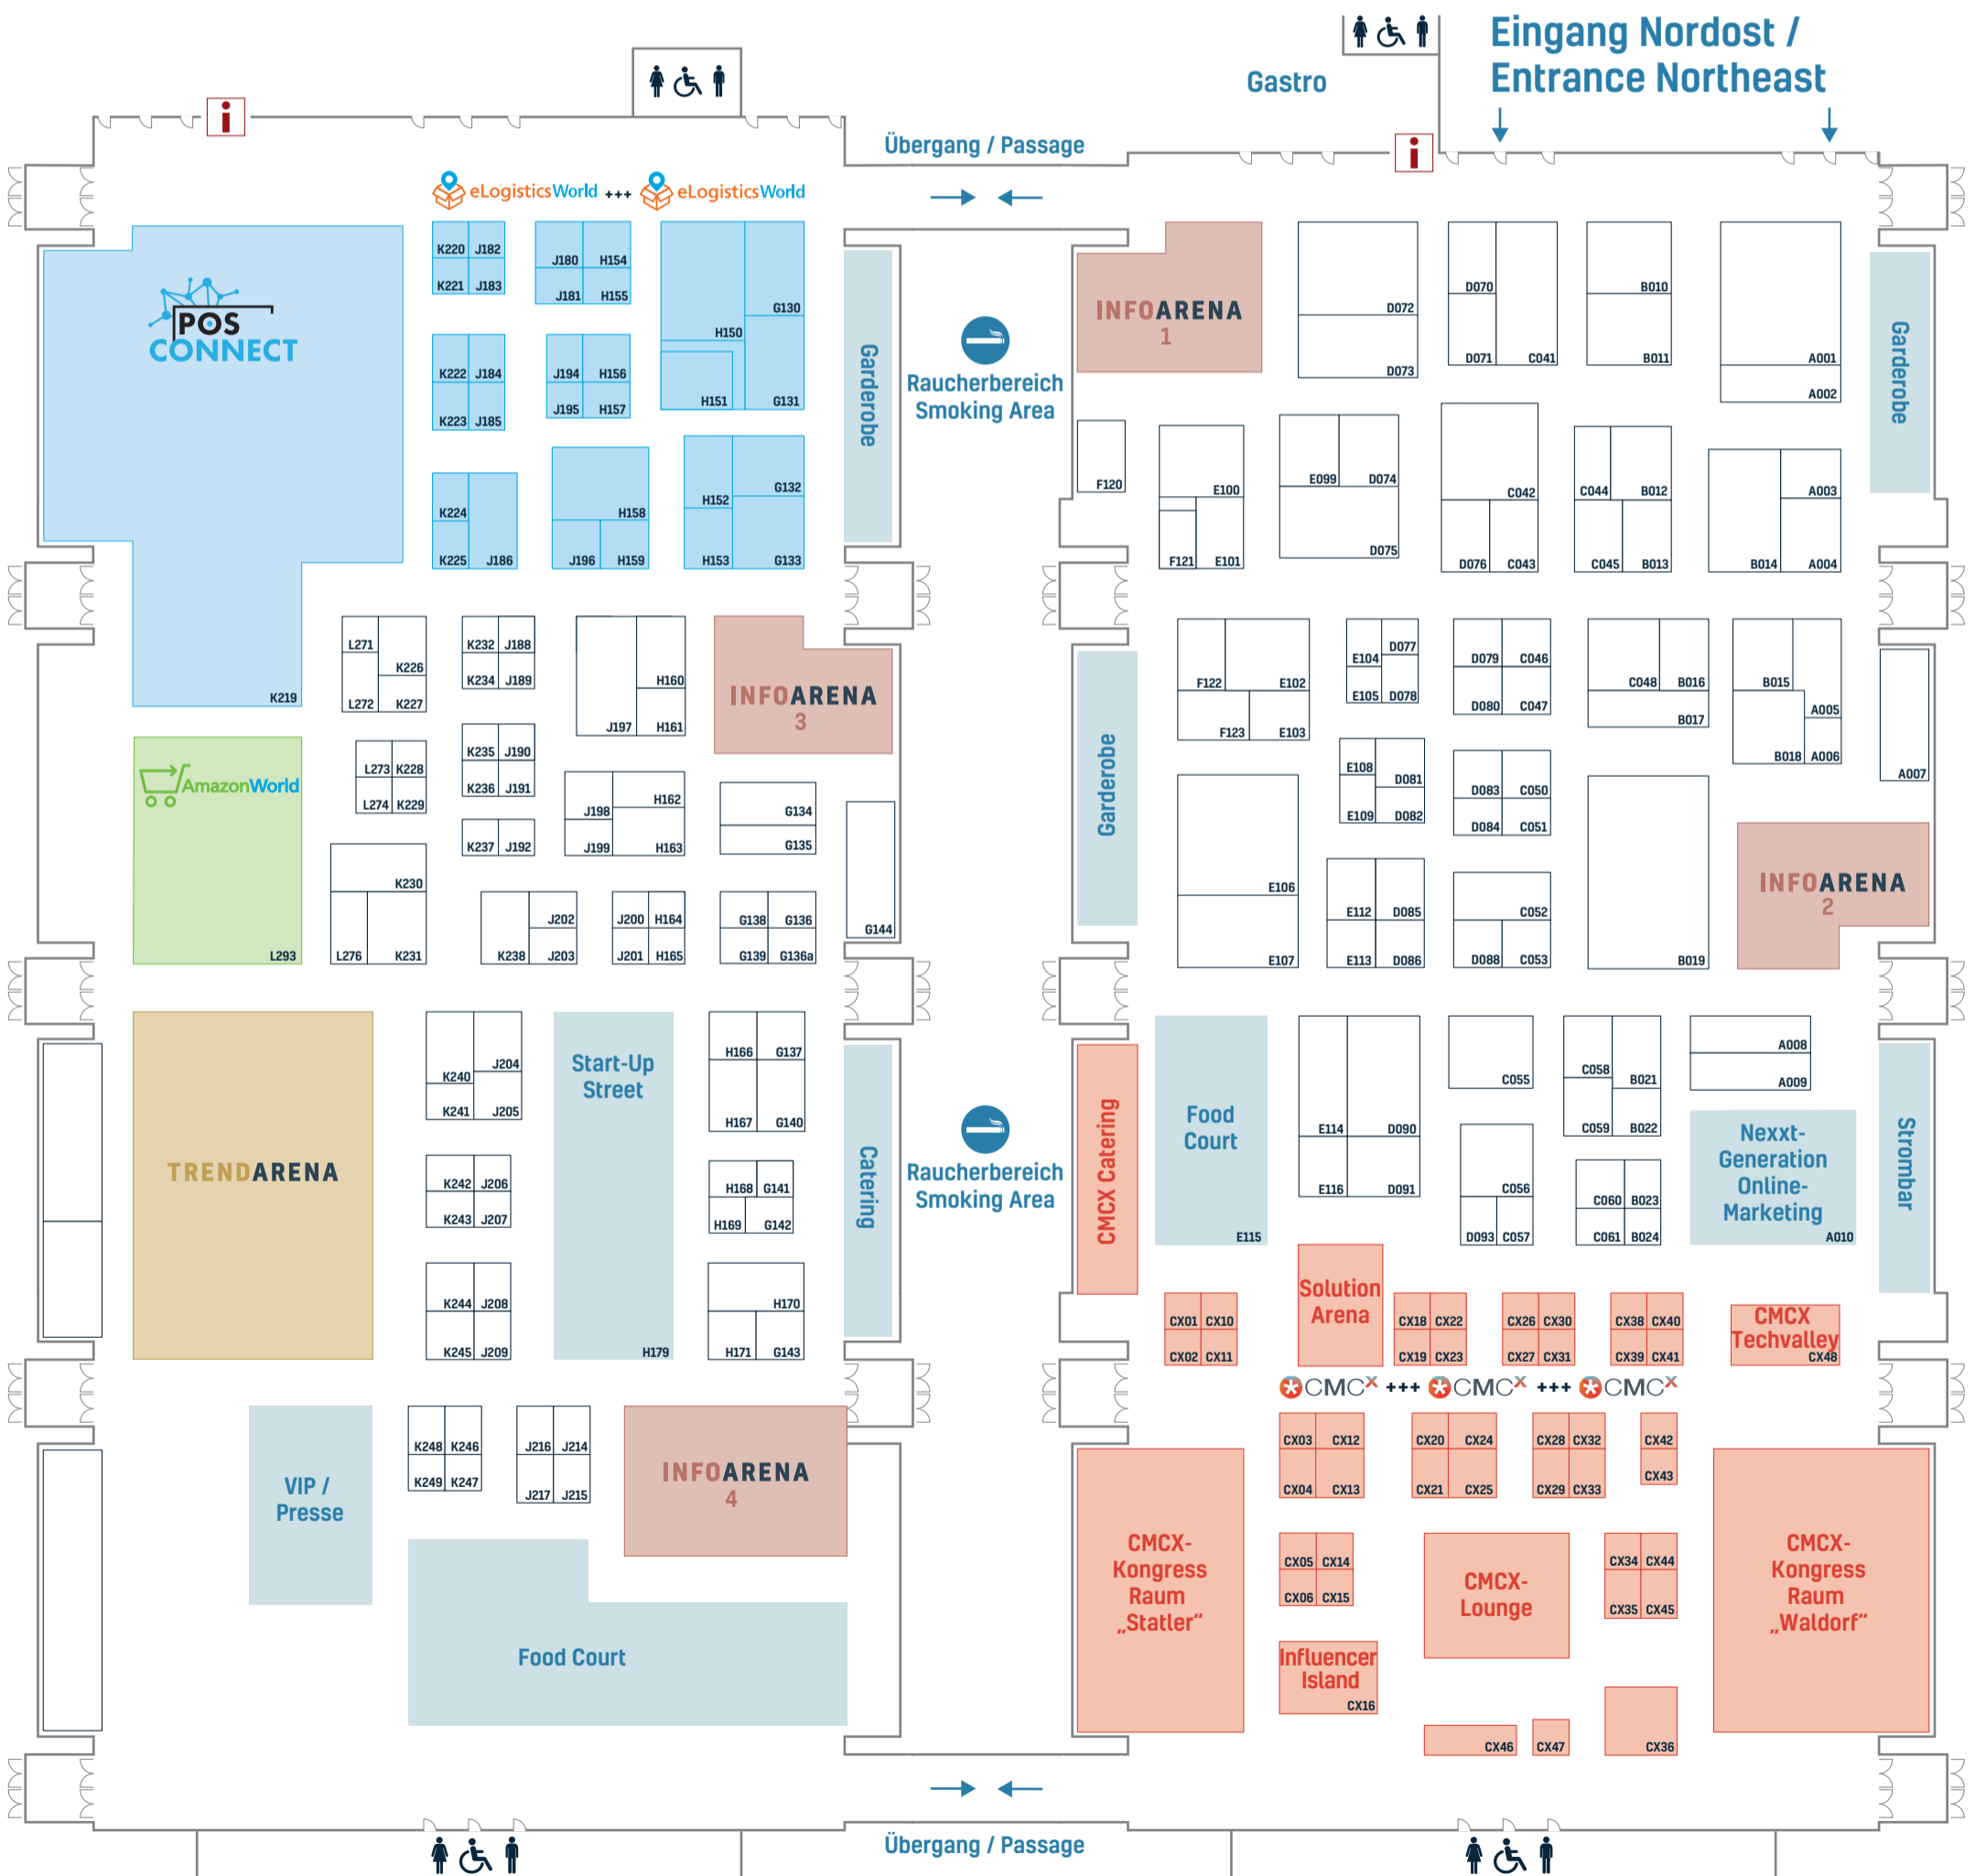 Eingang Nordost /
Entrance Northeast
Gastro
i
i
Übergang / Passage
eLogisticsWorld +++ eLogisticsWorld
POS
CONNECT
K219
K220 J182
K221 J183
J180 H154
J181 H155
G130
H150
H151 G131
K222 J184
K223 J185
J194 H156
J195 H157
K224
K225 J186
H158
J196 H159
G132
H152
H153 G133
Garderobe
Raucherbereich
Smoking Area
INFOARENA
1
D072
D073
D070
D071 C041
B010
B011
A001
A002
Garderobe
F120
E100
F121 E101
E099 D074
D075
C042
D076 C043
C044 B012
C045 B013
A003
B014 A004
L271
K226
L272 K227
K232 J188
K234 J189
H160
J197 H161
INFOARENA
3
AmazonWorld
L293
L273 K228
L274 K229
K235 J190
K236 J191
K237 J192
H162
J198
J199 H163
G134
G135
G144
K230
L276 K231
J202
K238 J203
J200 H164
J201 H165
G138 G136
G139 G136a
Garderobe
F122 E102
F123 E103
D077
E104
E105 D078
D079 C046
D080 C047
C048 B016
B017
B015
A005
B018 A006
A007
E108
D081
E109 D082
D083 C050
D084 C051
E106
E107
E112 D085
E113 D086
C052
D088 C053
B019
INFOARENA
2
TRENDARENA
J204
K240
K241 J205
K242 J206
K243 J207
K244 J208
K245 J209
Start-Up
Street
H179
H166 G137
H167 G140
H168 G141
H169 G142
H170
H171 G143
Catering
Raucherbereich
Smoking Area
CMCX Catering
Food
Court
E115
E114 D090
E116 D091
C055
C056
D093 C057
C058
B021
C059 B022
C060 B023
C061 B024
A008
A009
Nexxt-
Generation
Online-
Marketing
A010
Strombar
CX01 CX10
CX02 CX11
Solution
Arena
CX18 CX22
CX19 CX23
CX26 CX30
CX27 CX31
CX38 CX40
CX39 CX41
CMCX
Techvalley
CX48
CMCX +++ CMCX +++ CMCX
VIP /
Presse
K248 K246
K249 K247
J216 J214
J217 J215
INFOARENA
4
Food Court
CX03 CX12
CX04 CX13
CX20 CX24
CX21 CX25
CX28 CX32
CX29 CX33
CX42
CX43
CMCX-
Kongress
Raum
„Statler“
CX05 CX14
CX06 CX15
CMCX-
Lounge
CX34 CX44
CX35 CX45
CMCX-
Kongress
Raum
„Waldorf“
Influencer
Island
CX16
CX46
CX47
CX36
Übergang / Passage